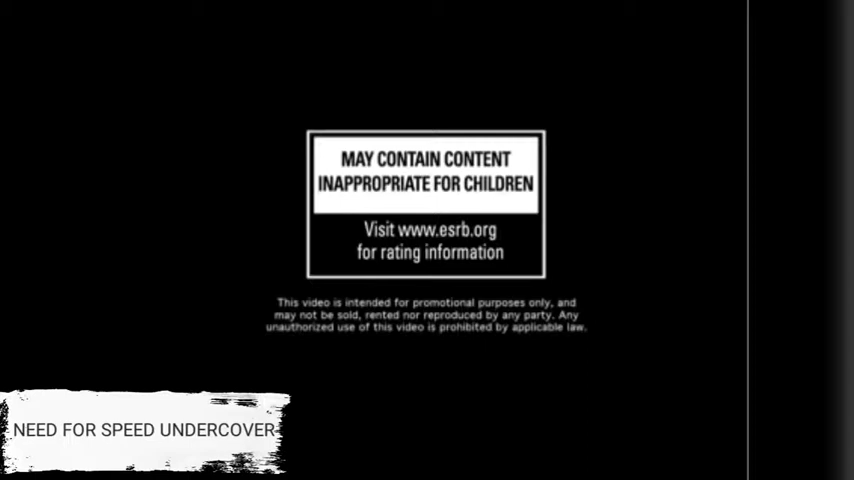 MAY CONTAIN CONTENT
INAPPROPRIATE FOR CHILDREN
Visit www.esrb.org
for rating information
This video is intended for promotional purposes only, and
may not be sold, rented nor reproduced by any party. Any
unauthorized use of this video is prohibited by applicable law.
NEED FOR SPEED UNDERCOVER